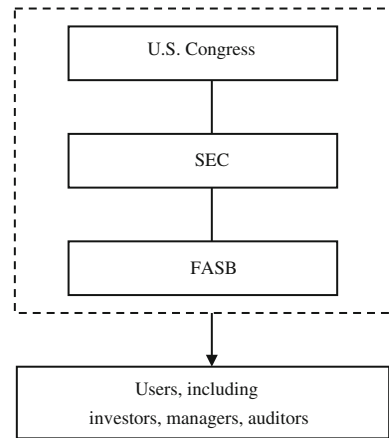 U.S. Congress
SEC
FASB
Users, including
investors, managers, auditors